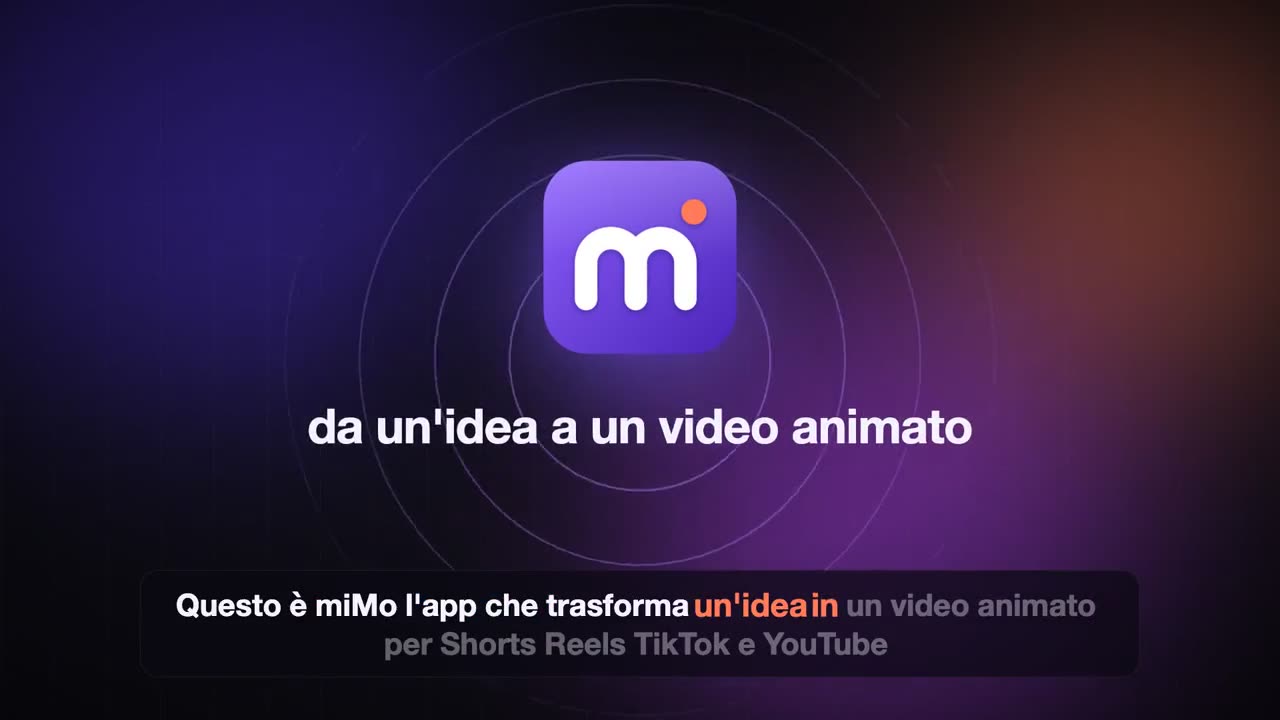 m
da un'idea a un video animato
Questo è miMo l'app che trasforma un'idea in un video animato
per Shorts Reels TikTok e YouTube